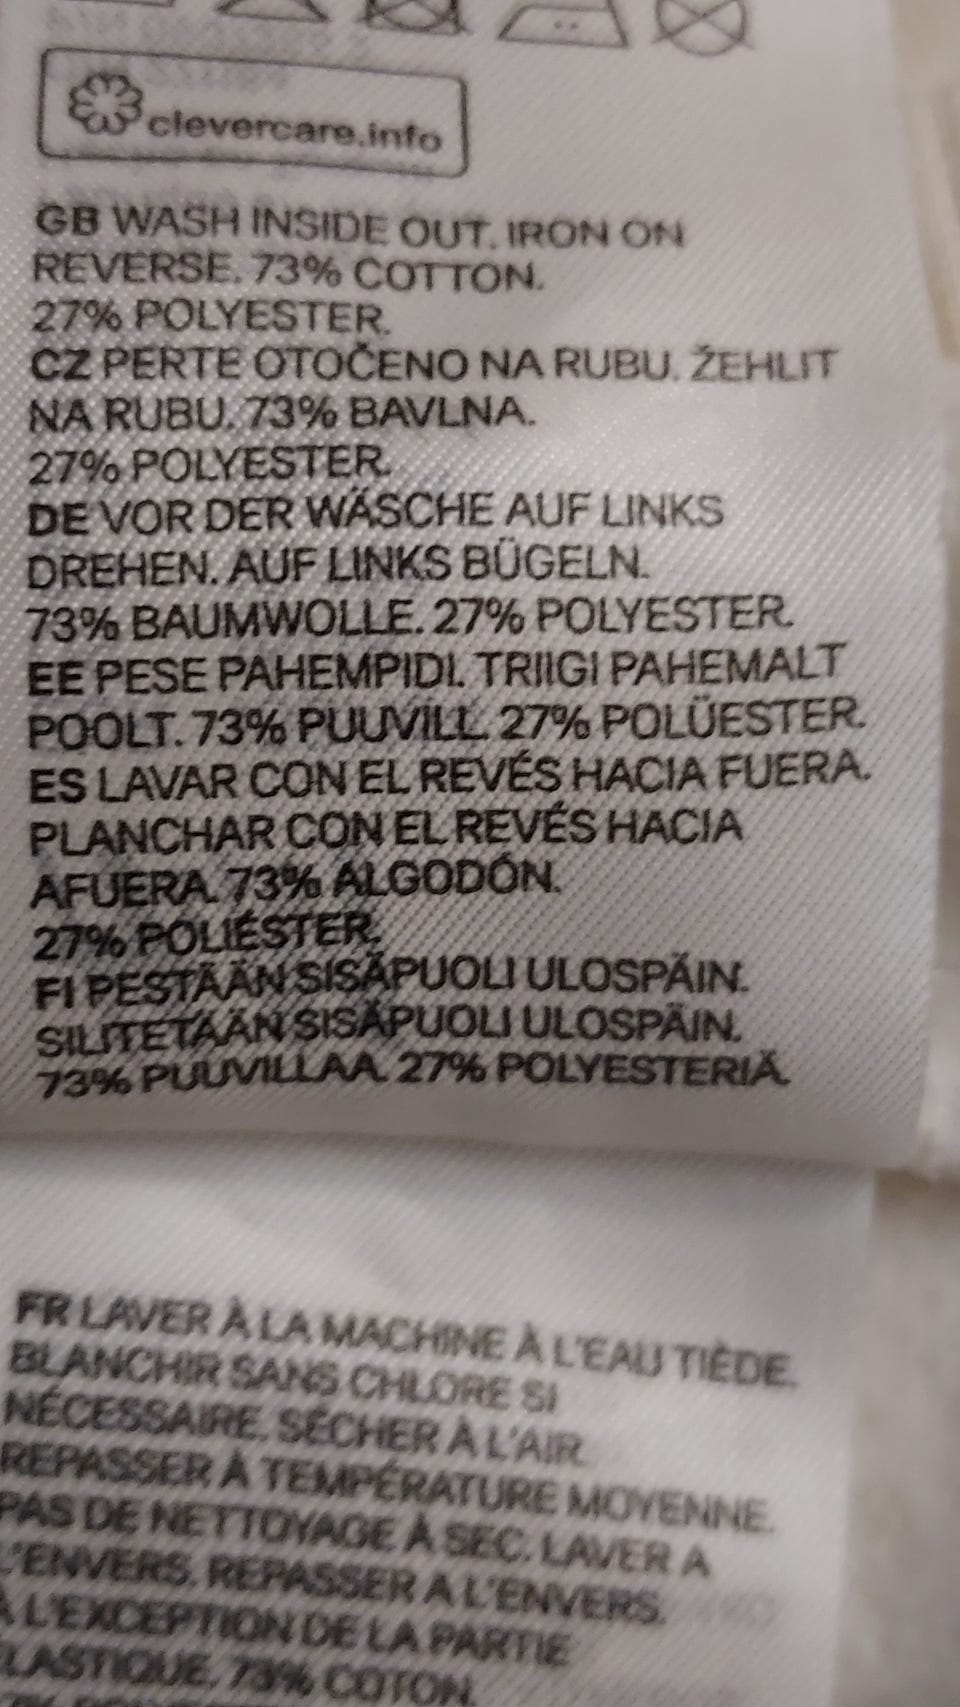 clevercare.info
GB WASH INSIDE OUT. IRON ON
REVERSE. 73% COTTON.
27% POLYESTER.
CZ PERTE OTOČENO NA RUBU. ŽEHLIT
NA RUBU. 73% BAVLNA.
27% POLYESTER.
DE VOR DER WÄSCHE AUF LINKS
DREHEN. AUF LINKS BÜGELN.
73% BAUMWOLLE. 27% POLYESTER.
EE PESE PAHEMPIDI. TRIIGI PAHEMALT
POOLT. 73% PUUVILL. 27% POLÜESTER.
ES LAVAR CON EL REVÉS HACIA FUERA.
PLANCHAR CON EL REVÉS HACIA
AFUERA. 73% ALGODÓN.
27% POLIÉSTER.
FI PESTÄÄN SISÄPUOLI ULOSPÄIN.
SILITETÄÄN SISÄPUOLI ULOSPÄIN.
73% PUUVILLAA. 27% POLYESTERIÄ.
FR LAVER À LA MACHINE À L'EAU TIÈDE.
BLANCHIR SANS CHLORE SI
NÉCESSAIRE. SÉCHER À L'AIR.
REPASSER À TEMPÉRATURE MOYENNE.
PAS DE NETTOYAGE À SEC. LAVER A
L'ENVERS. REPASSER A L'ENVERS.
À L'EXCEPTION DE LA PARTIE
ÉLASTIQUE. 73% COTON.